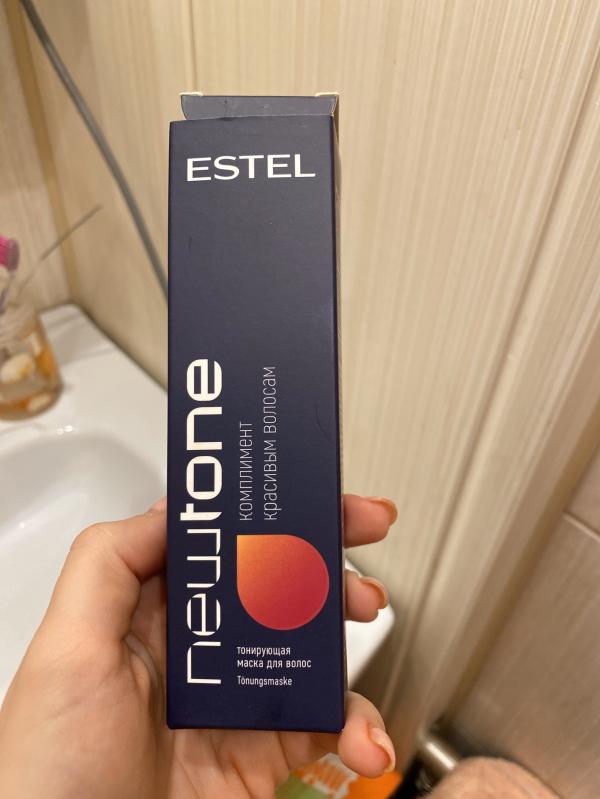 ESTEL
newtone
комплимент
красивым волосам
тонирующая
маска для волос
Tönungsmaske